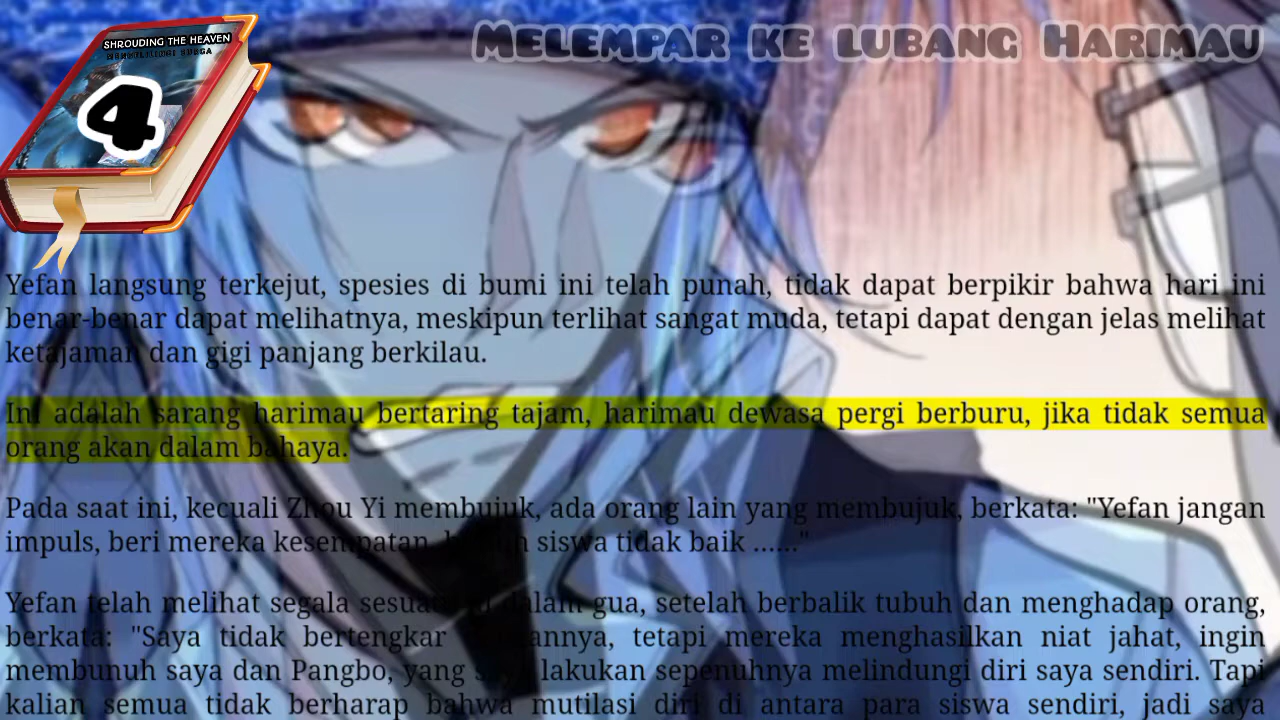 SHROUDING THE HEAVEN
4
Melempar ke lubang Harimau
Yefan langsung terkejut, spesies di bumi ini telah punah, tidak dapat berpikir bahwa hari ini
benar-benar dapat melihatnya, meskipun terlihat sangat muda, tetapi dapat dengan jelas melihat
ketajaman dan gigi panjang berkilau.
Ini adalah sarang harimau bertaring tajam, harimau dewasa pergi berburu, jika tidak semua
orang akan dalam bahaya.
Pada saat ini, kecuali Zhou Yi membujuk, ada orang lain yang membujuk, berkata: "Yefan jangan
impuls, beri mereka kesempatan, siswa tidak baik ......"
Yefan telah melihat segala sesuatu di dalam gua, setelah berbalik tubuh dan menghadap orang,
berkata: "Saya tidak bertengkar tetapi mereka menghasilkan niat jahat, ingin
membunuh saya dan Pangbo, yang saya lakukan sepenuhnya melindungi diri saya sendiri. Tapi
kalian semua tidak berharap bahwa mutilasi diri di antara para siswa sendiri, jadi saya